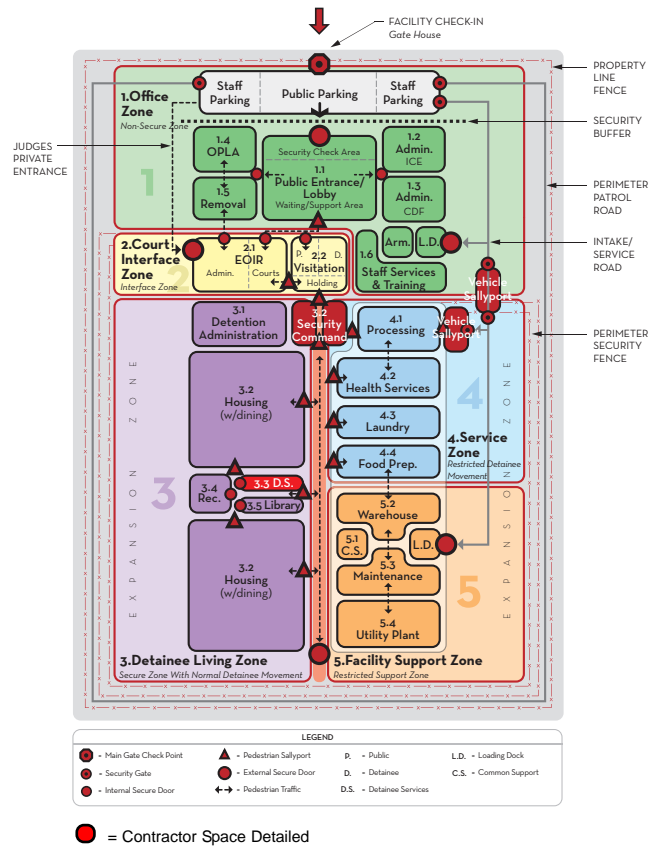 FACILITY CHECK-IN
Gate House
PROPERTY
LINE
FENCE
1.Office
Zone
Non-Secure Zone
Staff
Parking
Public Parking
Staff
Parking
SECURITY
BUFFER
JUDGES
PRIVATE
ENTRANCE
1
1.4
OPLA
1.5
Removal
Security Check Area
1.1
Public Entrance/
Lobby
Waiting/Support Area
1.2
Admin.
ICE
1.3
Admin.
CDF
PERIMETER
PATROL
ROAD
INTAKE/
SERVICE
ROAD
2.Court
Interface
Zone
Interface Zone
2
2.1
EOIR
Admin.
Courts
P.
D.
2.2
Visitation
Holding
1.6
Arm.
L.D.
Staff Services
& Training
Vehicle
Sallyport
3.1
Detention
Administration
3.2
Security
Command
4.1
Processing
Vehicle
Sallyport
PERIMETER
SECURITY
FENCE
EXPANSION ZONE
3
3.2
Housing
(w/dining)
4.2
Health Services
4.3
Laundry
4.4
Food Prep.
4
4.Service
Zone
Restricted Detainee
Movement
EXPANSION ZONE
3.4
Rec.
3.3 D.S.
3.5 Library
3.2
Housing
(w/dining)
5.2
Warehouse
5.1
C.S.
L.D.
5.3
Maintenance
5.4
Utility Plant
5
3.Detainee Living Zone
Secure Zone With Normal Detainee Movement
5.Facility Support Zone
Restricted Support Zone
LEGEND
- Main Gate Check Point
- Pedestrian Sallyport
P. - Public
L.D. - Loading Dock
- Security Gate
- External Secure Door
D. - Detainee
C.S. - Common Support
- Internal Secure Door
- Pedestrian Traffic
D.S. - Detainee Services
= Contractor Space Detailed